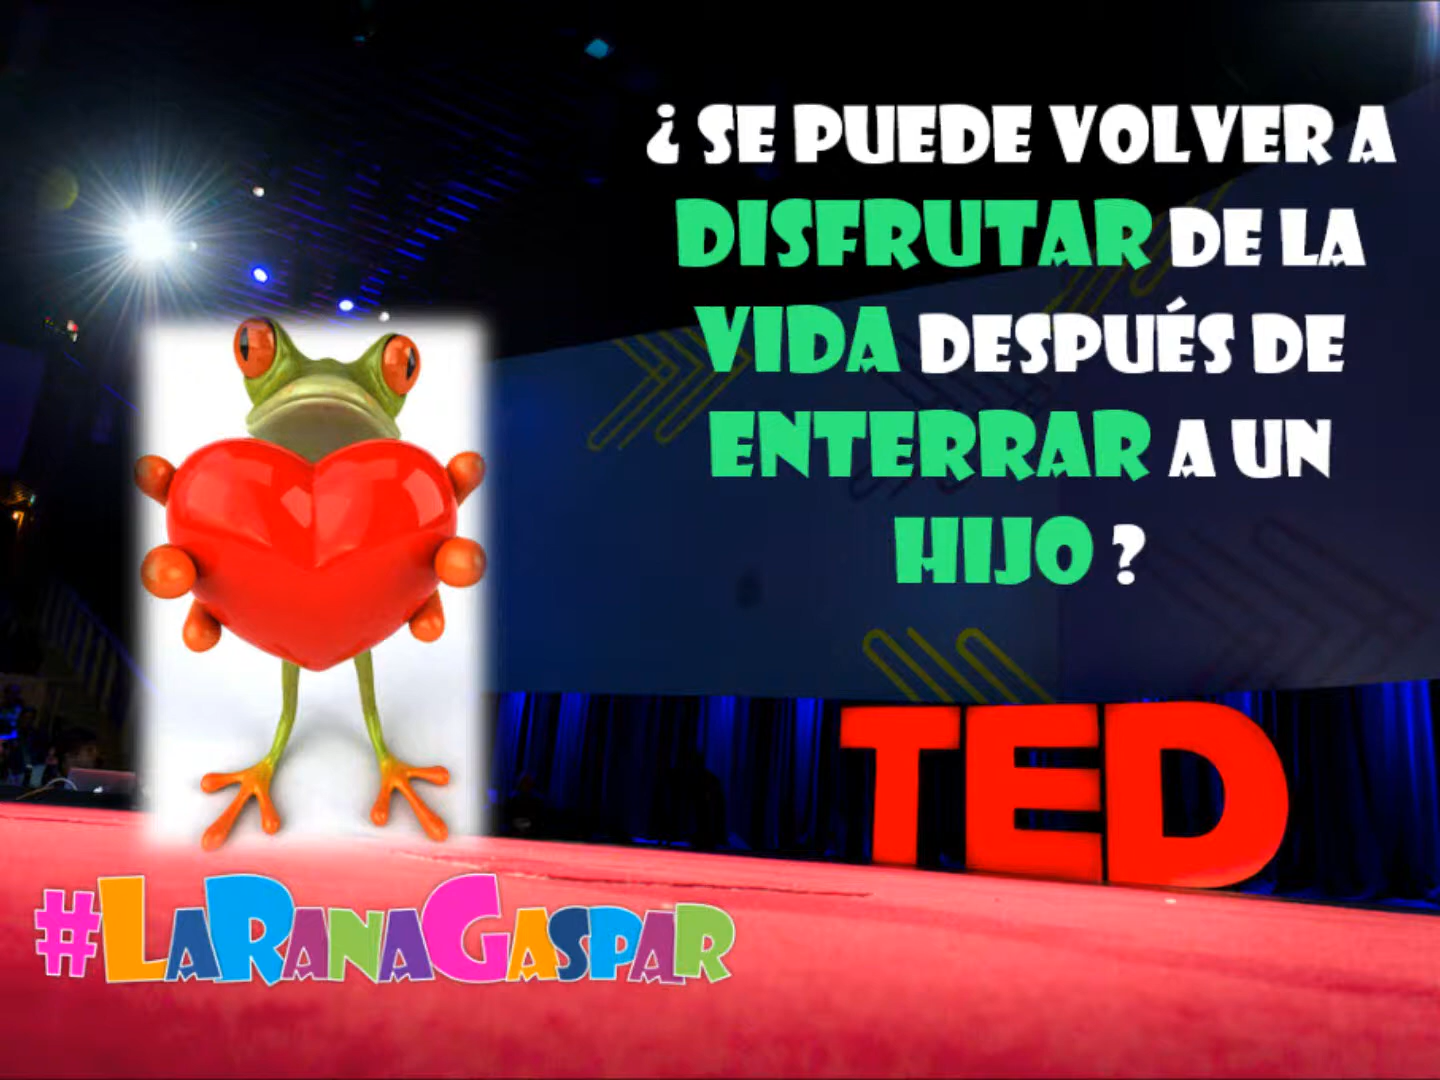 ¿ SE PUEDE VOLVER A
DISFRUTAR DE LA
VIDA DESPUÉS DE
ENTERRAR A UN
HIJO ?
TED
#LARANAGASPAR